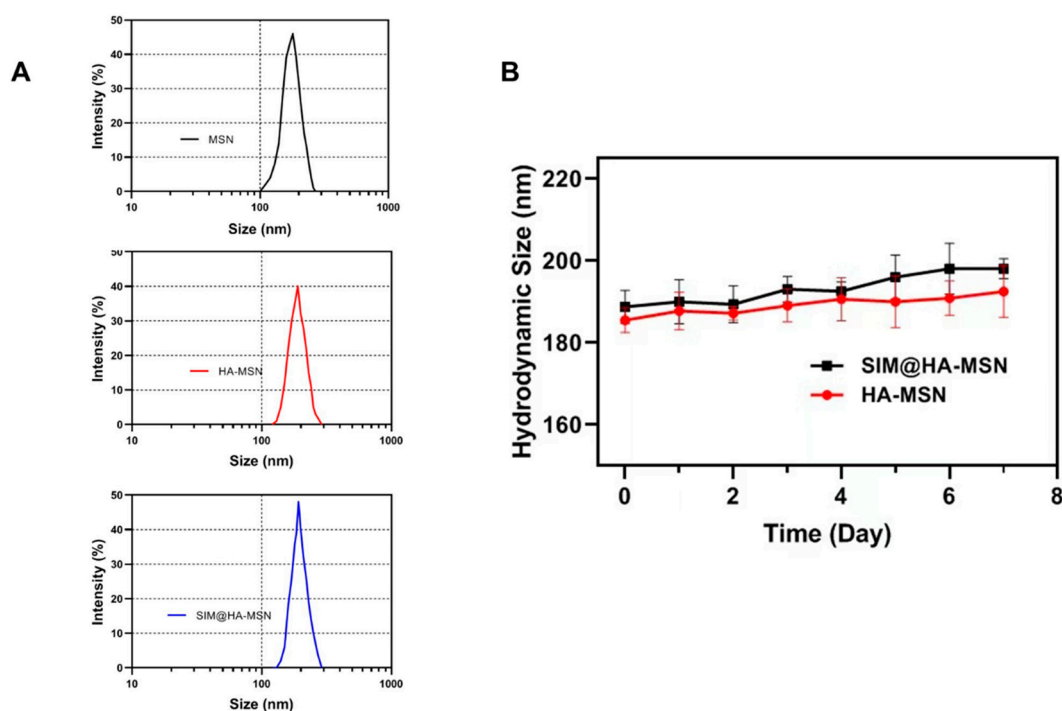 A
50
40
30
20
10
0
Intensity (%)
MSN
10 100 1000
Size (nm)
50
40
30
20
10
0
Intensity (%)
HA-MSN
10 100 1000
Size (nm)
50
40
30
20
10
0
Intensity (%)
SIM@HA-MSN
10 100 1000
Size (nm)
B
220
200
180
160
Hydrodynamic Size (nm)
SIM@HA-MSN
HA-MSN
0 2 4 6 8
Time (Day)